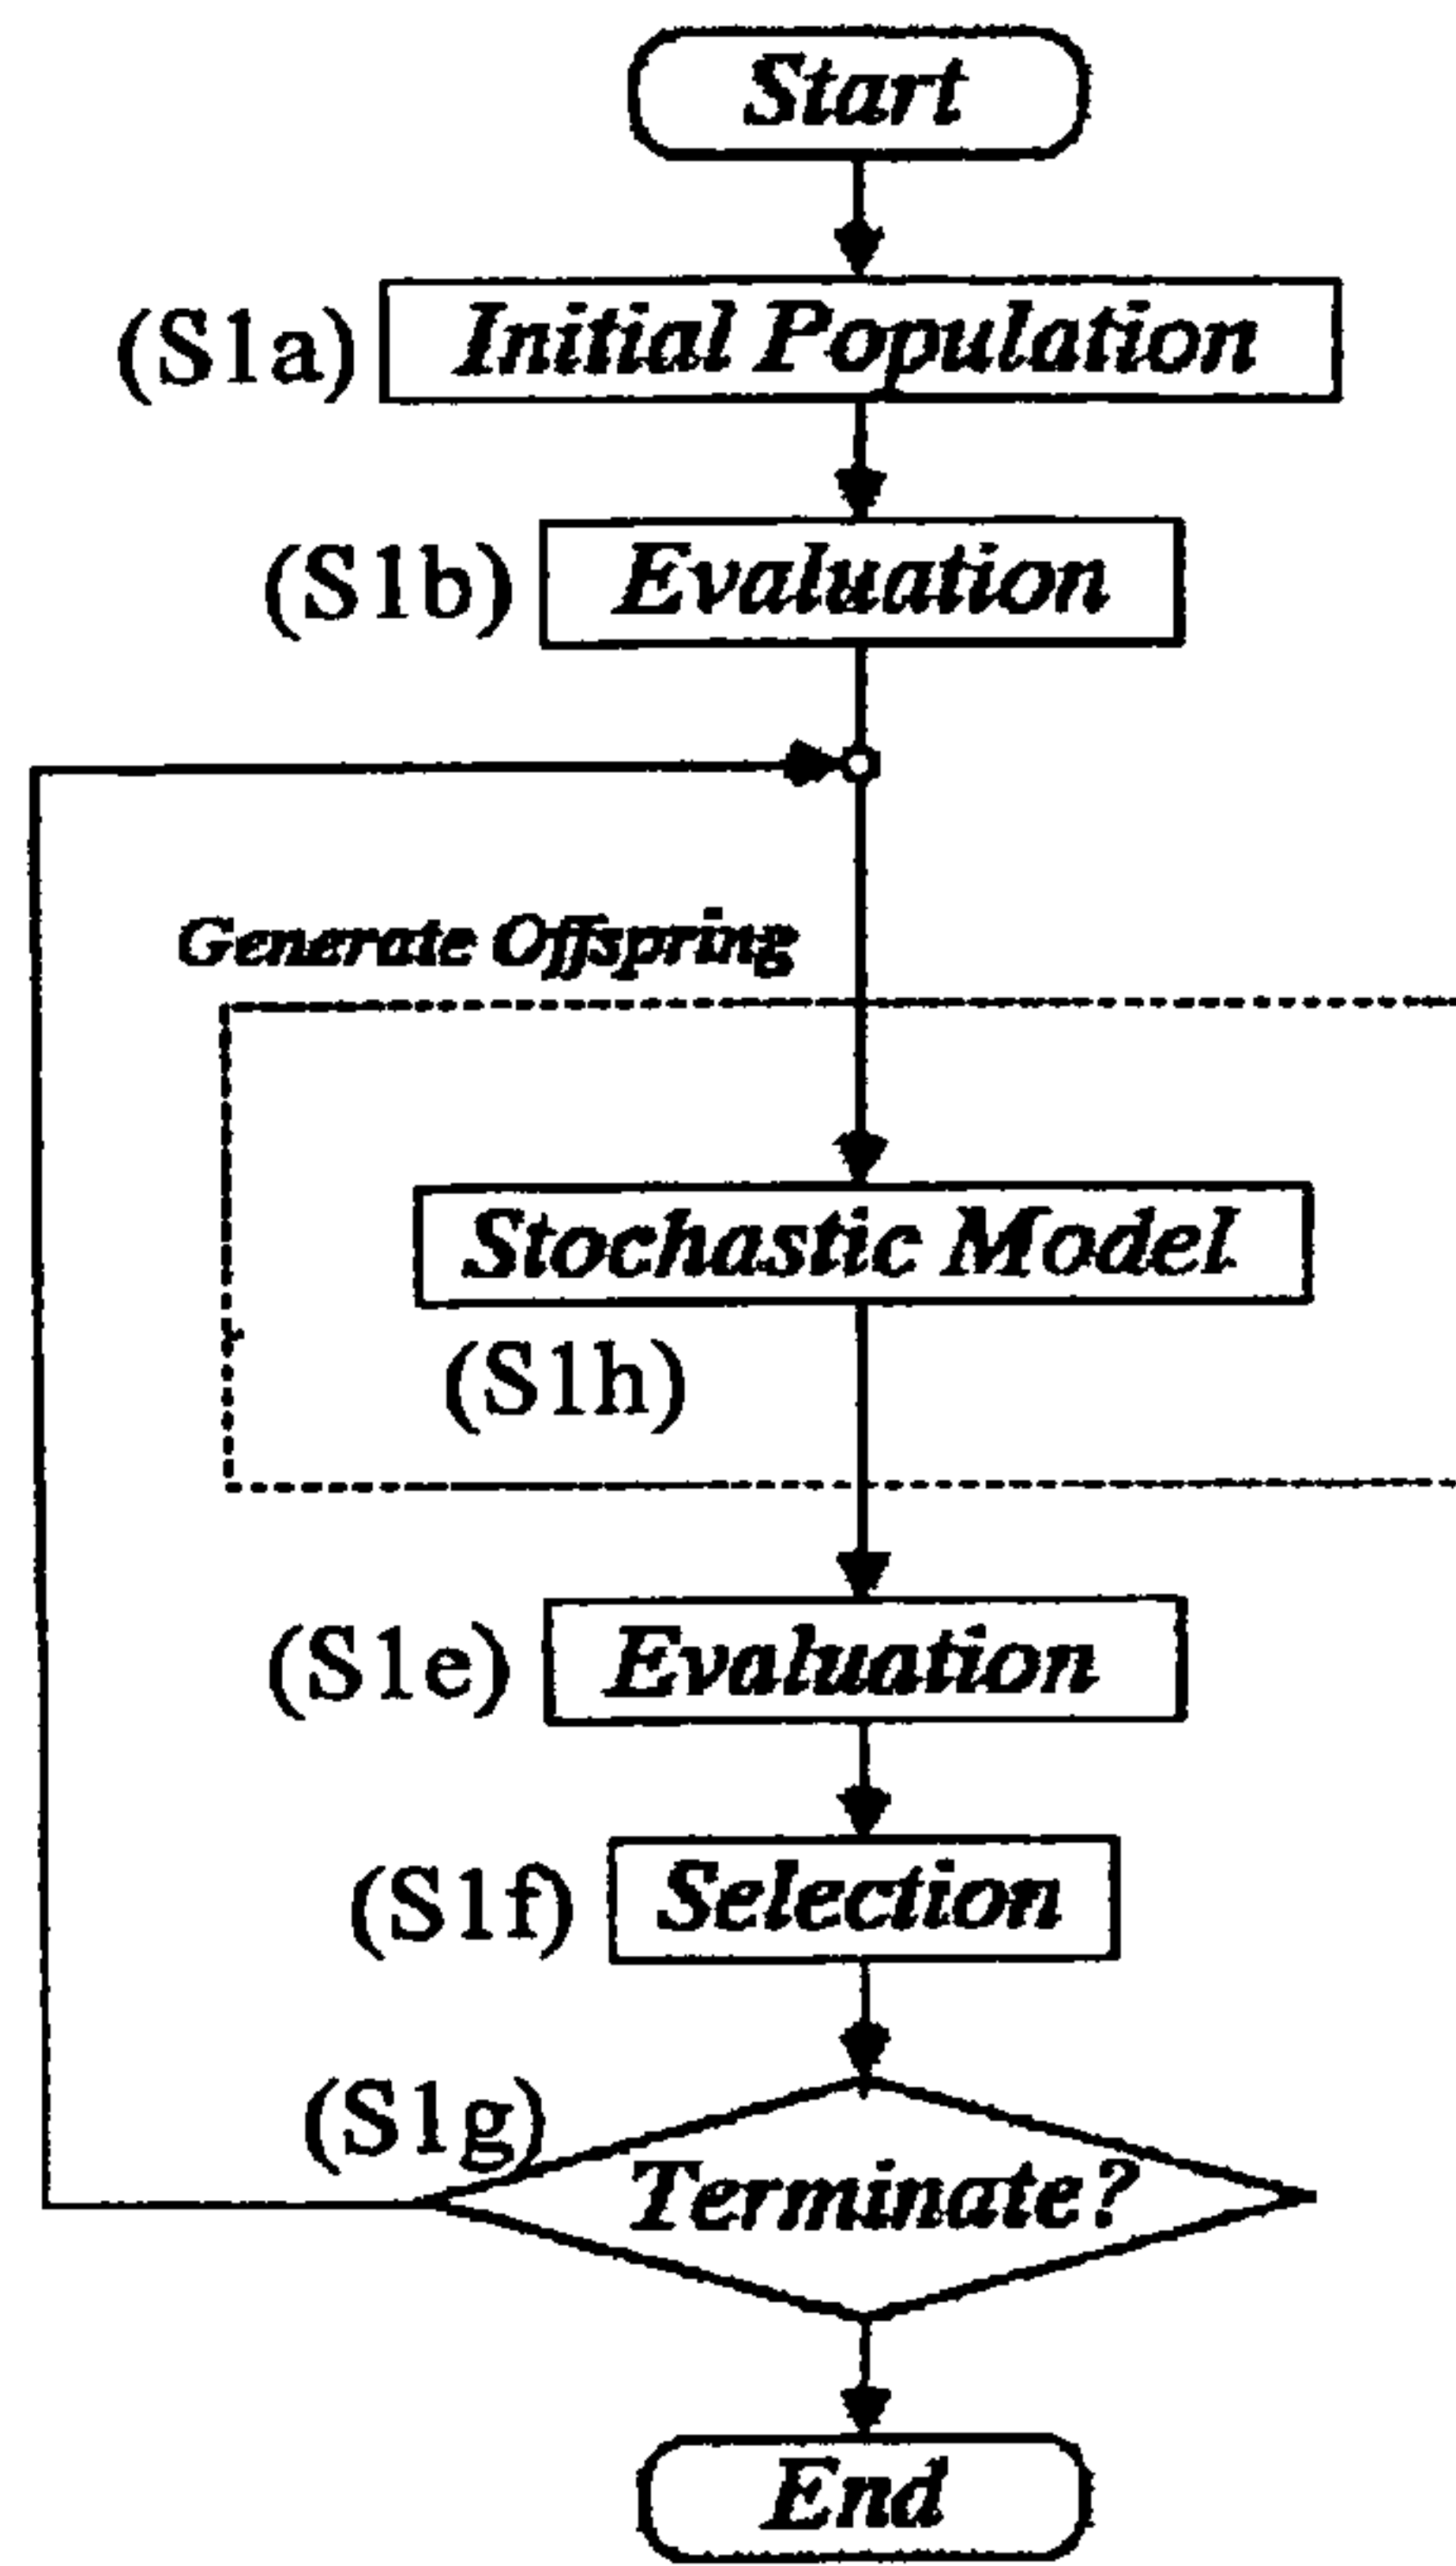 Start
(S1a) Initial Population
(S1b) Evaluation
Generate Offspring
Stochastic Model
(S1h)
(S1e) Evaluation
(S1f) Selection
(S1g)
Terminate?
End